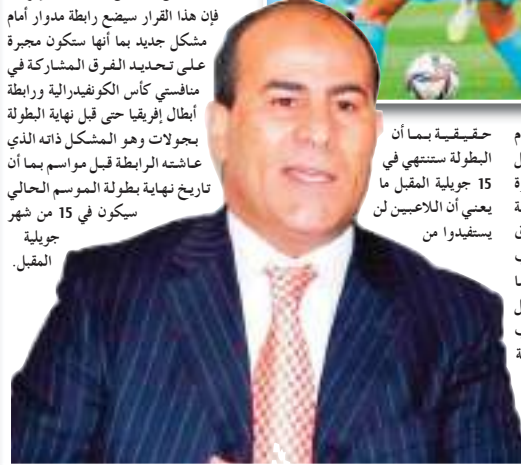 فإن هذا القرار سيضع رابطة مدوار أمام
مشكل جديد بما أنها ستكون مجبرة
على تحديد الفرق المشاركة في
منافستي كأس الكونفيدرالية ورابطة
أبطال إفريقيا حتى قبل نهاية البطولة
بجولات وهو المشكل ذاته الذي
عاشته الرابطة قبل مواسم بما أن
تاريخ نهاية بطولة الموسم الحالي
سيكون في 15 من شهر
جويلية
المقبل.
حقيقية بما أن
البطولة ستنتهي في
15 جويلية المقبل ما
يعني أن اللاعبين لن
يستفيدوا من